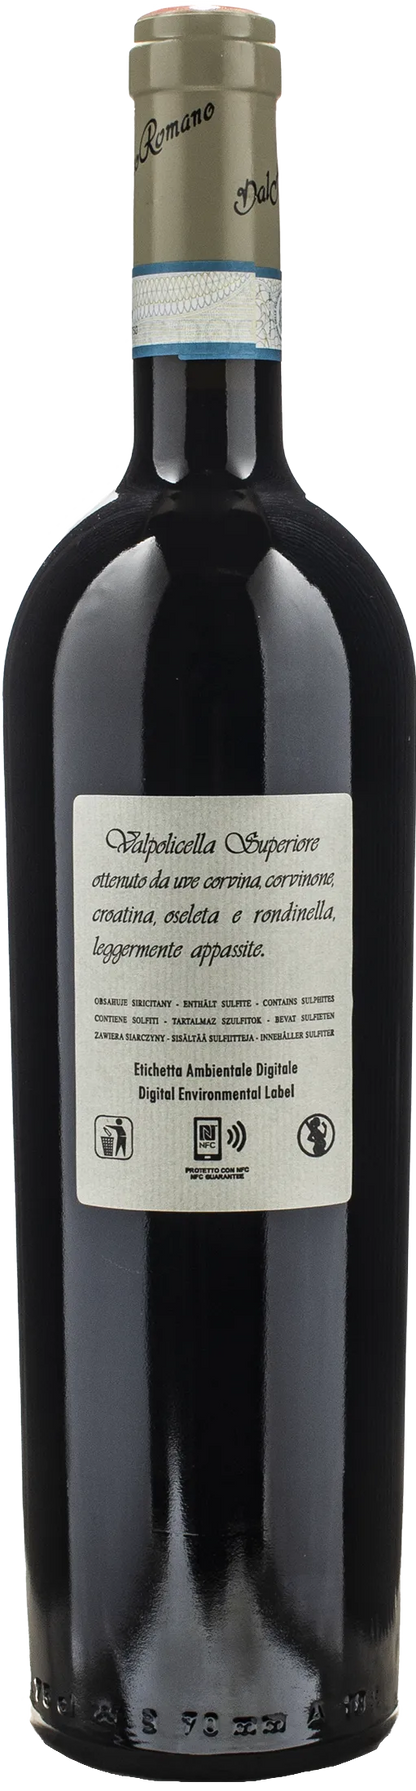 Romano
Dal
Valpolicella Superiore
ottenuto da uve corvina, corvinone,
croatina, oseleta e rondinella,
leggermente appassite.
OBSAHUJE SIRICITANY - ENTHÄLT SULFITE - CONTAINS SULPHITES
CONTIENE SOLFITI - TARTALMAZ SZULFITOK - BEVAT SULFIETEN
ZAWIERA SIARCZYNY - SISÄLTÄÄ SULFIITTEJA - INNEHÅLLER SULFITER
Etichetta Ambientale Digitale
Digital Environmental Label
NFC
PROTETTO CON NFC
NFC GUARANTEE
70 mm